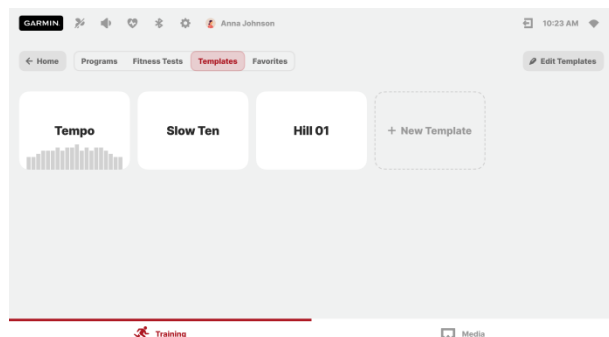 GARMIN Anna Johnson 10:23 AM
← Home Programs Fitness Tests Templates Favorites Edit Templates
Tempo Slow Ten Hill 01 + New Template
Training Media